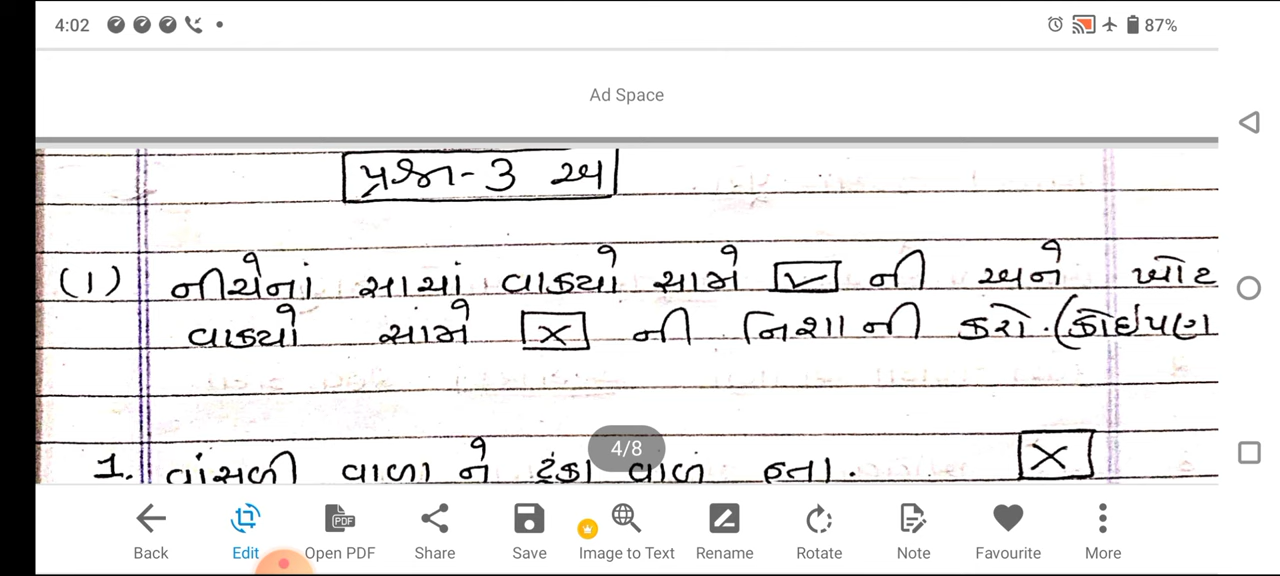 4:02 87%
Ad Space
પ્રશ્ન-3 અ
(1) નીચેનાં સાચાં વાક્યો સામે ✓ ની અને ખોટ
વાક્યો સામે X ની નિશાની કરો. (કોઇપણ
4/8
1. વાંસળી વાળા ને ટુંકા વાળ હતા. X
Back Edit Open PDF Share Save Image to Text Rename Rotate Note Favourite More